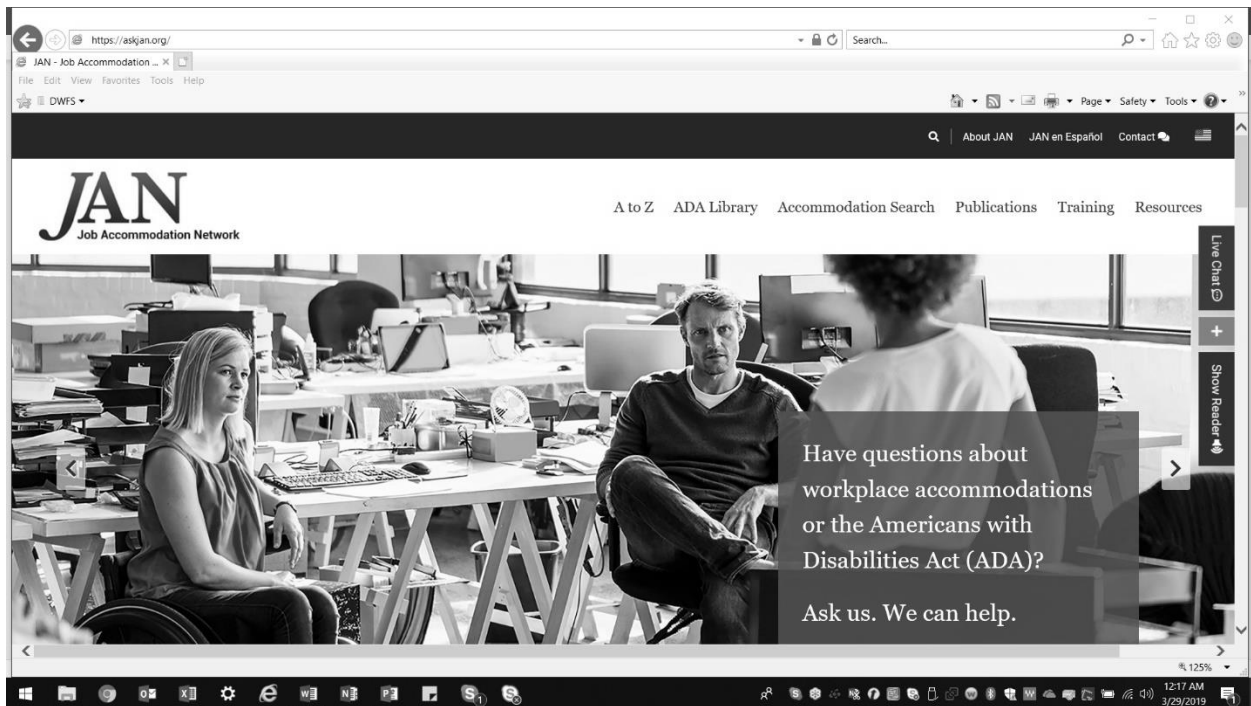 https://askjan.org/
Search...
JAN - Job Accommodation ...
File Edit View Favorites Tools Help
DWFS
Page Safety Tools
About JAN JAN en Español Contact
JAN
Job Accommodation Network
A to Z ADA Library Accommodation Search Publications Training Resources
Live Chat
+
Show Reader
Have questions about
workplace accommodations
or the Americans with
Disabilities Act (ADA)?
Ask us. We can help.
125%
12:17 AM
3/29/2019